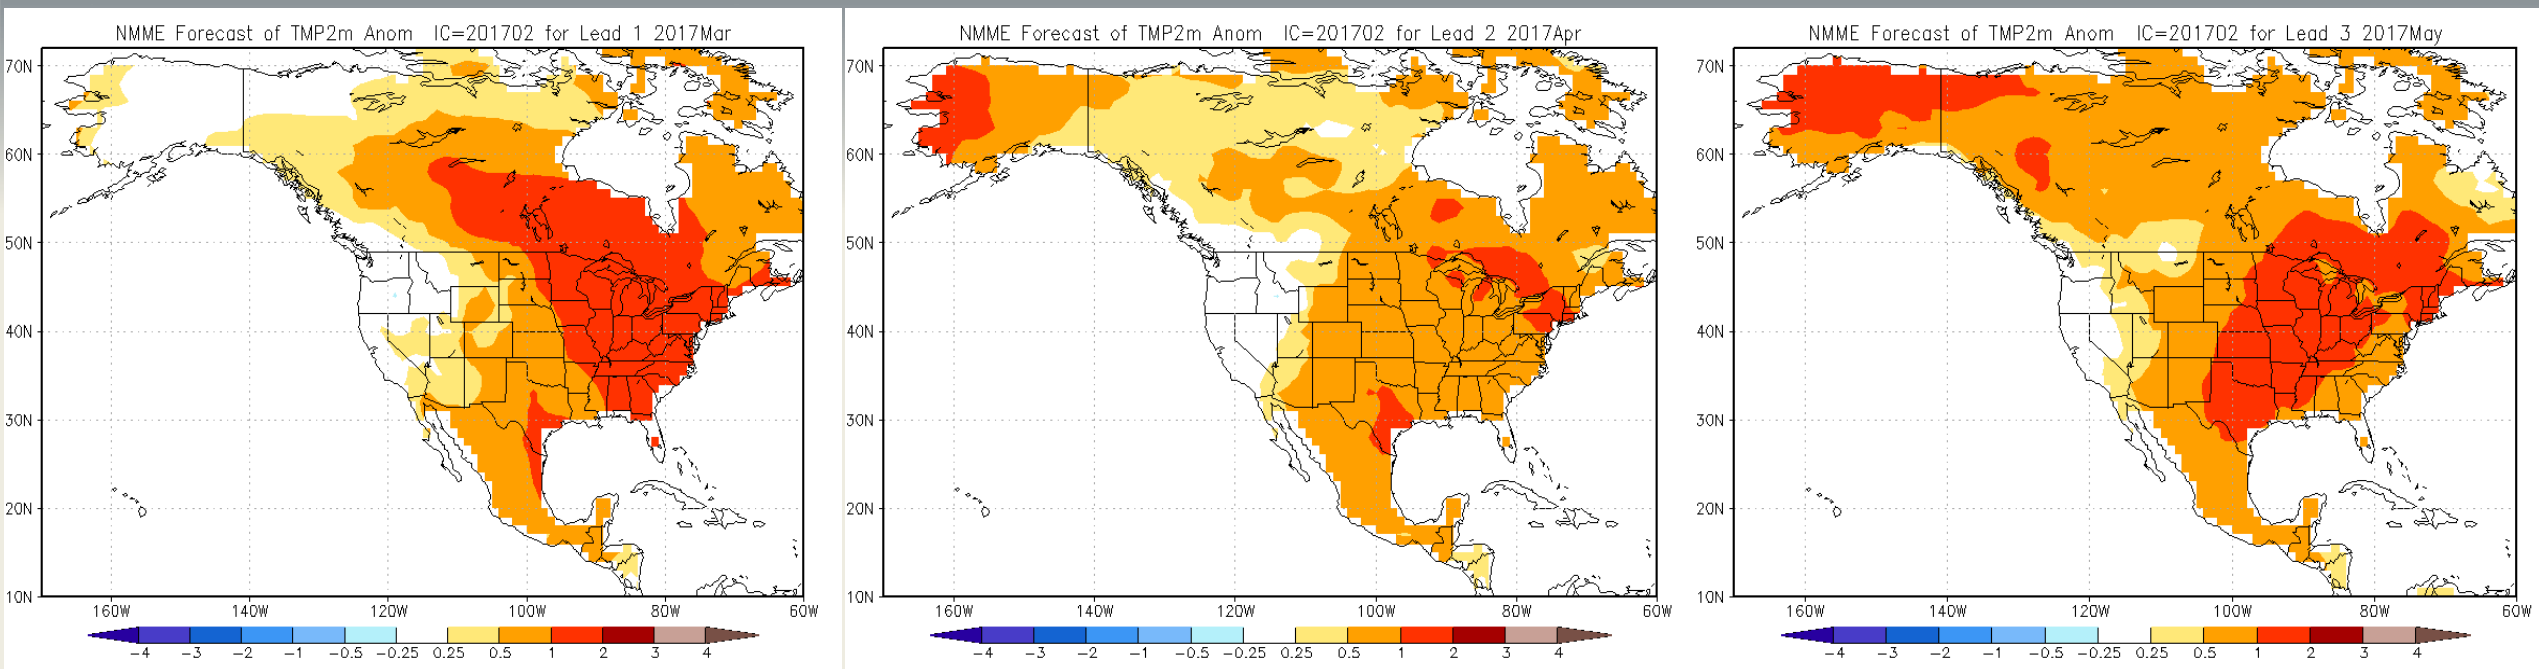 NMME Forecast of TMP2m Anom IC=201702 for Lead 1 2017Mar
70N
60N
50N
40N
30N
20N
10N
160W 140W 120W 100W 80W 60W
-4 -3 -2 -1 -0.5 -0.25 0.25 0.5 1 2 3 4
NMME Forecast of TMP2m Anom IC=201702 for Lead 2 2017Apr
70N
60N
50N
40N
30N
20N
10N
160W 140W 120W 100W 80W 60W
-4 -3 -2 -1 -0.5 -0.25 0.25 0.5 1 2 3 4
NMME Forecast of TMP2m Anom IC=201702 for Lead 3 2017May
70N
60N
50N
40N
30N
20N
10N
160W 140W 120W 100W 80W 60W
-4 -3 -2 -1 -0.5 -0.25 0.25 0.5 1 2 3 4